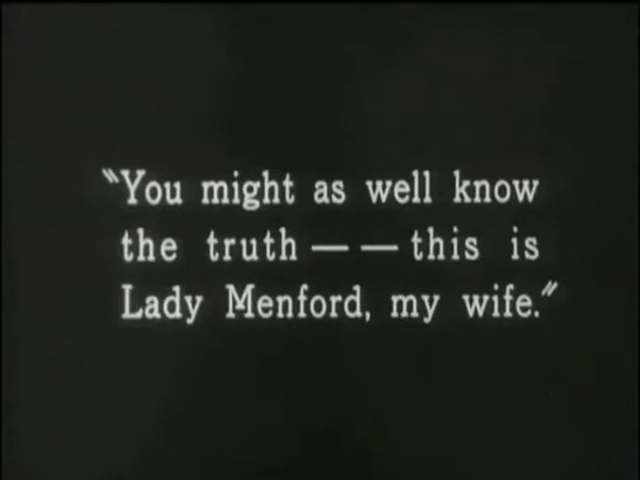 "You might as well know
the truth — — this is
Lady Menford, my wife."